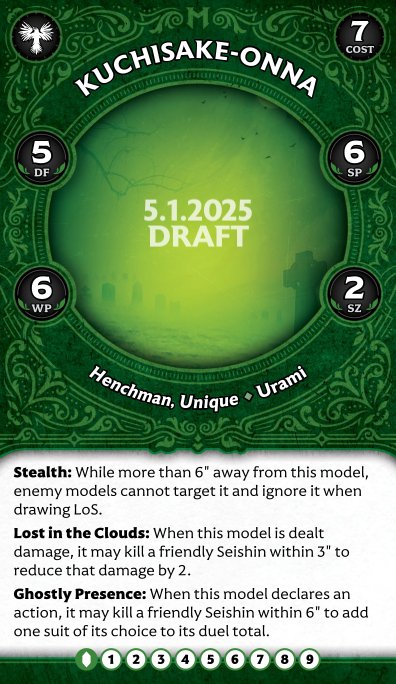 7
COST
KUCHISAKE-ONNA
5
DF
6
SP
5.1.2025
DRAFT
6
WP
2
SZ
Henchman, Unique ♦ Urami
Stealth: While more than 6" away from this model,
enemy models cannot target it and ignore it when
drawing LoS.
Lost in the Clouds: When this model is dealt
damage, it may kill a friendly Seishin within 3" to
reduce that damage by 2.
Ghostly Presence: When this model declares an
action, it may kill a friendly Seishin within 6" to add
one suit of its choice to its duel total.
1 2 3 4 5 6 7 8 9